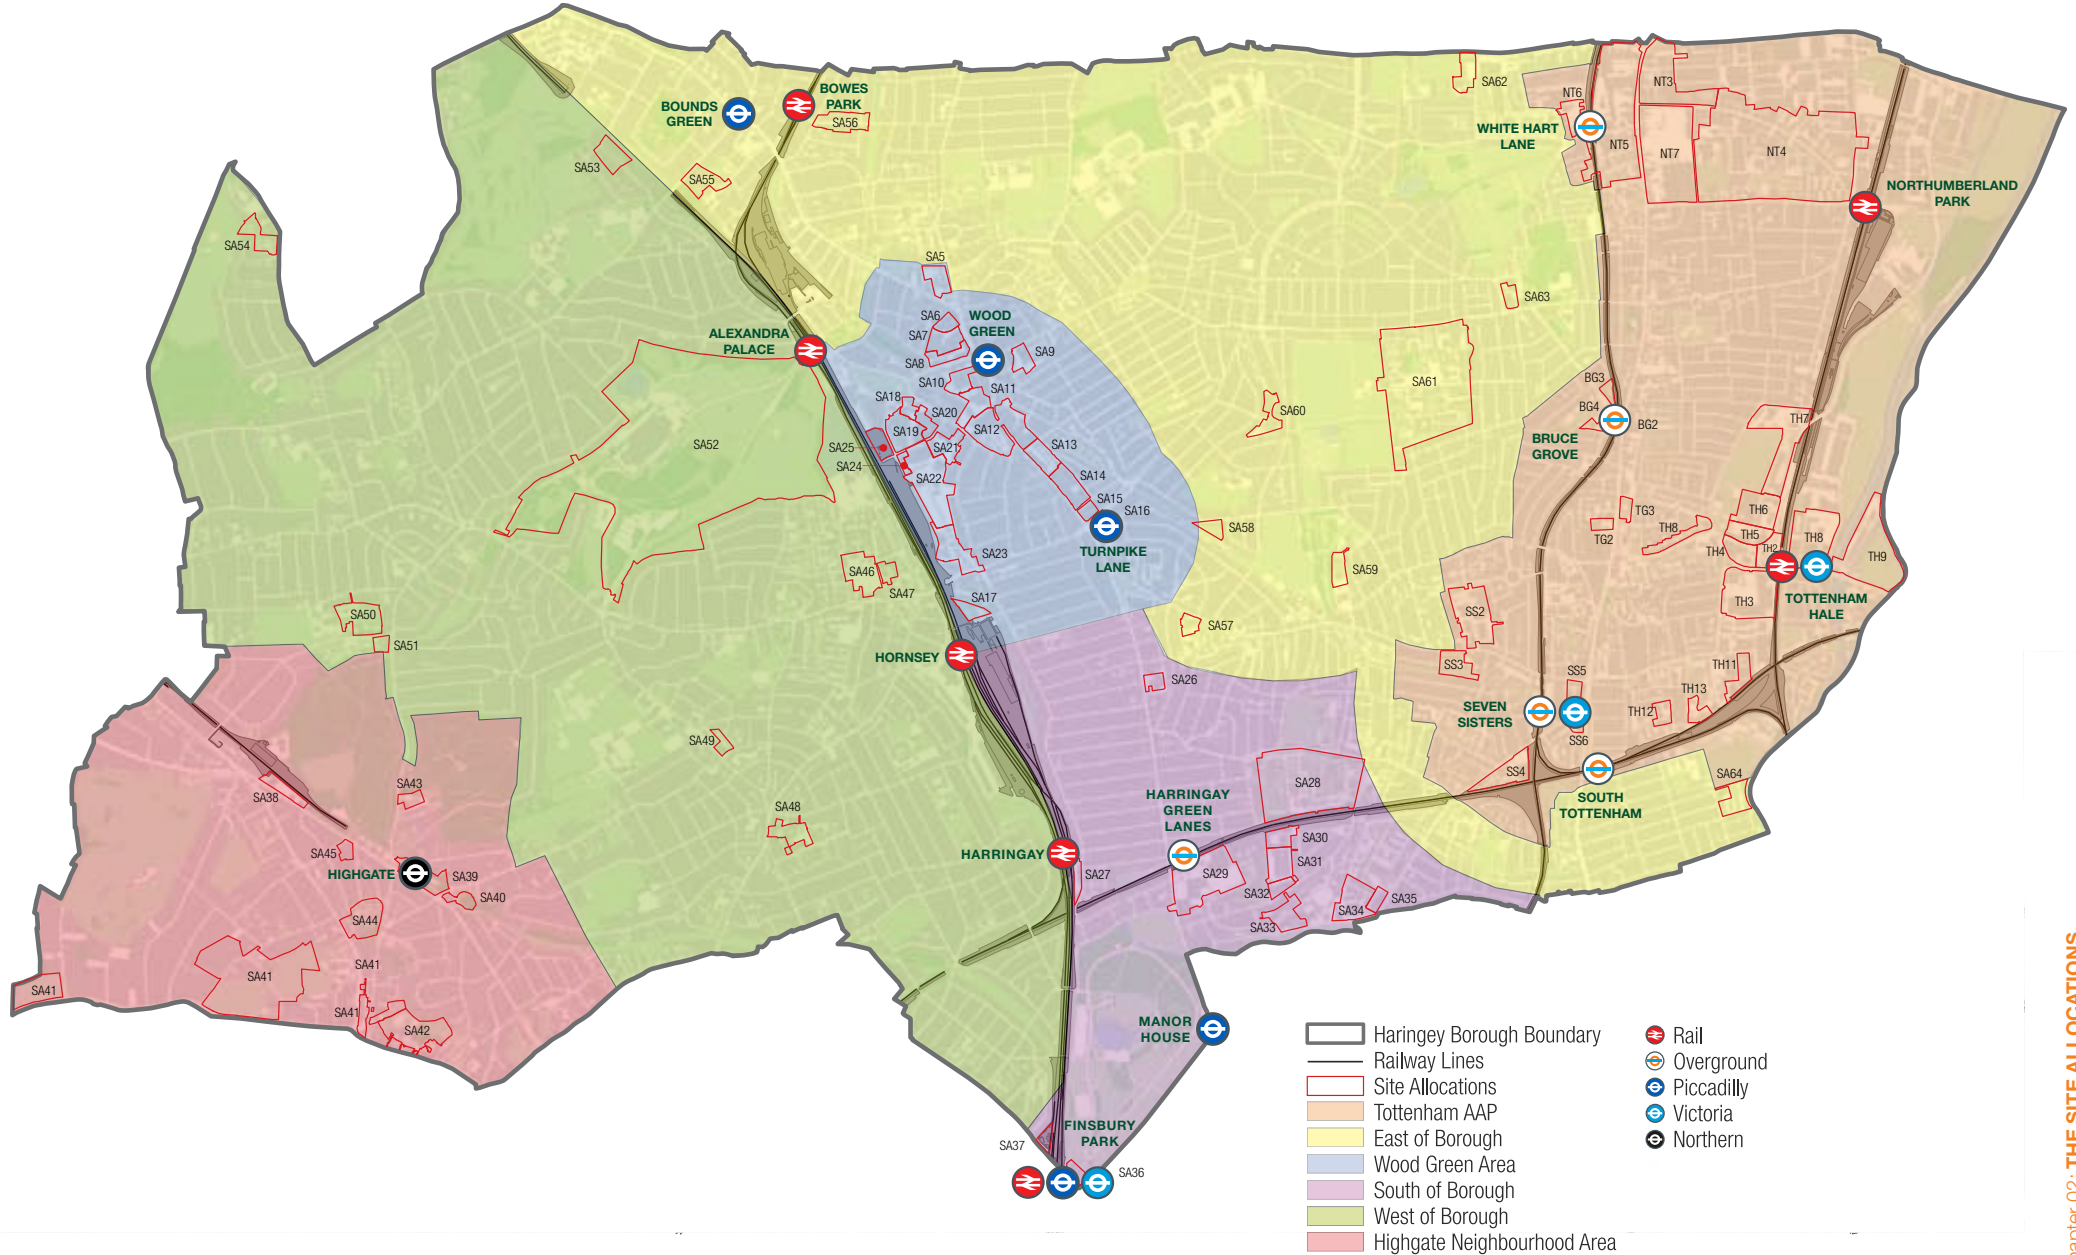 SA62
NT3
NT6
BOWES
PARK
BOUNDS
GREEN
SA56
WHITE HART
LANE
NT5
NT7
NT4
SA53
SA55
NORTHUMBERLAND
PARK
SA54
SA5
SA63
SA6
WOOD
GREEN
SA7
ALEXANDRA
PALACE
SA9
SA8
SA10
SA11
SA61
BG3
SA18
SA20
SA60
BG4
BG2
TH7
SA19
SA12
BRUCE
GROVE
SA52
SA25
SA21
SA13
SA24
SA22
SA14
SA15
SA16
TG3
TH6
SA58
TG2
TH8
TH5
TH8
TURNPIKE
LANE
SA23
TH4
TH2
TH9
SA46
SA59
SA47
SA17
TH3
TOTTENHAM
HALE
SS2
SA50
SA57
SA51
HORNSEY
SS3
TH11
SS5
SA26
TH13
SEVEN
SISTERS
TH12
SA49
SS6
SS4
SA64
SA43
SA28
SA38
HARRINGAY
GREEN
LANES
SOUTH
TOTTENHAM
SA48
SA30
SA45
HARRINGAY
SA31
HIGHGATE
SA39
SA27
SA29
SA40
SA32
SA35
SA44
SA34
SA33
SA41
SA41
SA41
SA41
SA42
MANOR
HOUSE
FINSBURY
PARK
SA37
SA36
Haringey Borough Boundary
Railway Lines
Site Allocations
Tottenham AAP
East of Borough
Wood Green Area
South of Borough
West of Borough
Highgate Neighbourhood Area
Rail
Overground
Piccadilly
Victoria
Northern
02: THE SITE ALLOCATIONS